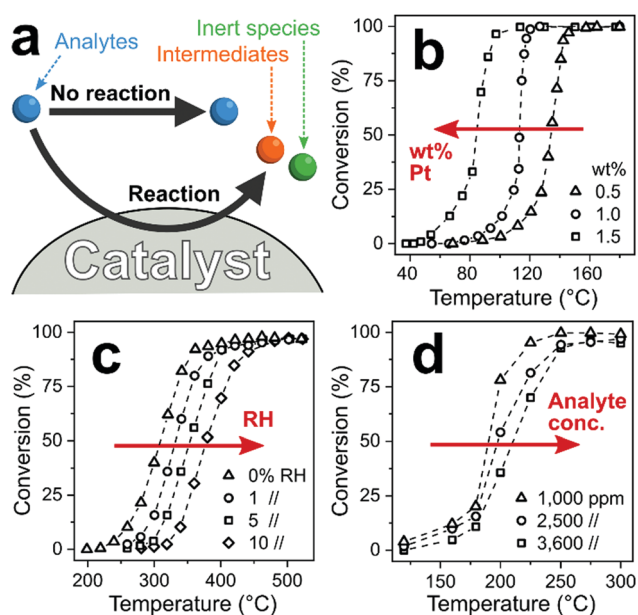 a
Analytes
Inert species
Intermediates
No reaction
Reaction
Catalyst
b
Conversion (%)
100
75
50
25
0
wt%
Pt
wt%
0.5
1.0
1.5
40
80
120
160
Temperature (°C)
c
Conversion (%)
100
75
50
25
0
RH
0% RH
1 //
5 //
10 //
200
300
400
500
Temperature (°C)
d
Conversion (%)
100
75
50
25
0
Analyte
conc.
1,000 ppm
2,500 //
3,600 //
150
200
250
300
Temperature (°C)